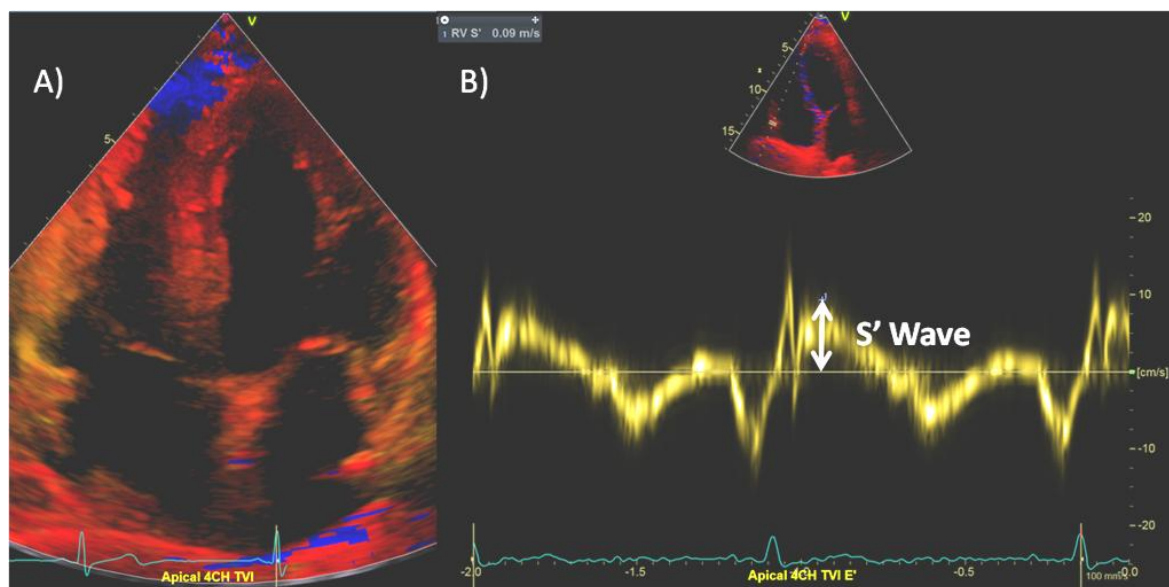 V
A)
5
Apical 4CH TVI
1 RV S' 0.09 m/s
B)
V
5
10
15
20
10
S' Wave
[cm/s]
-10
-20
-2.0
Apical 4CH TVI E'
-0.5
100 mm/s
-0.0